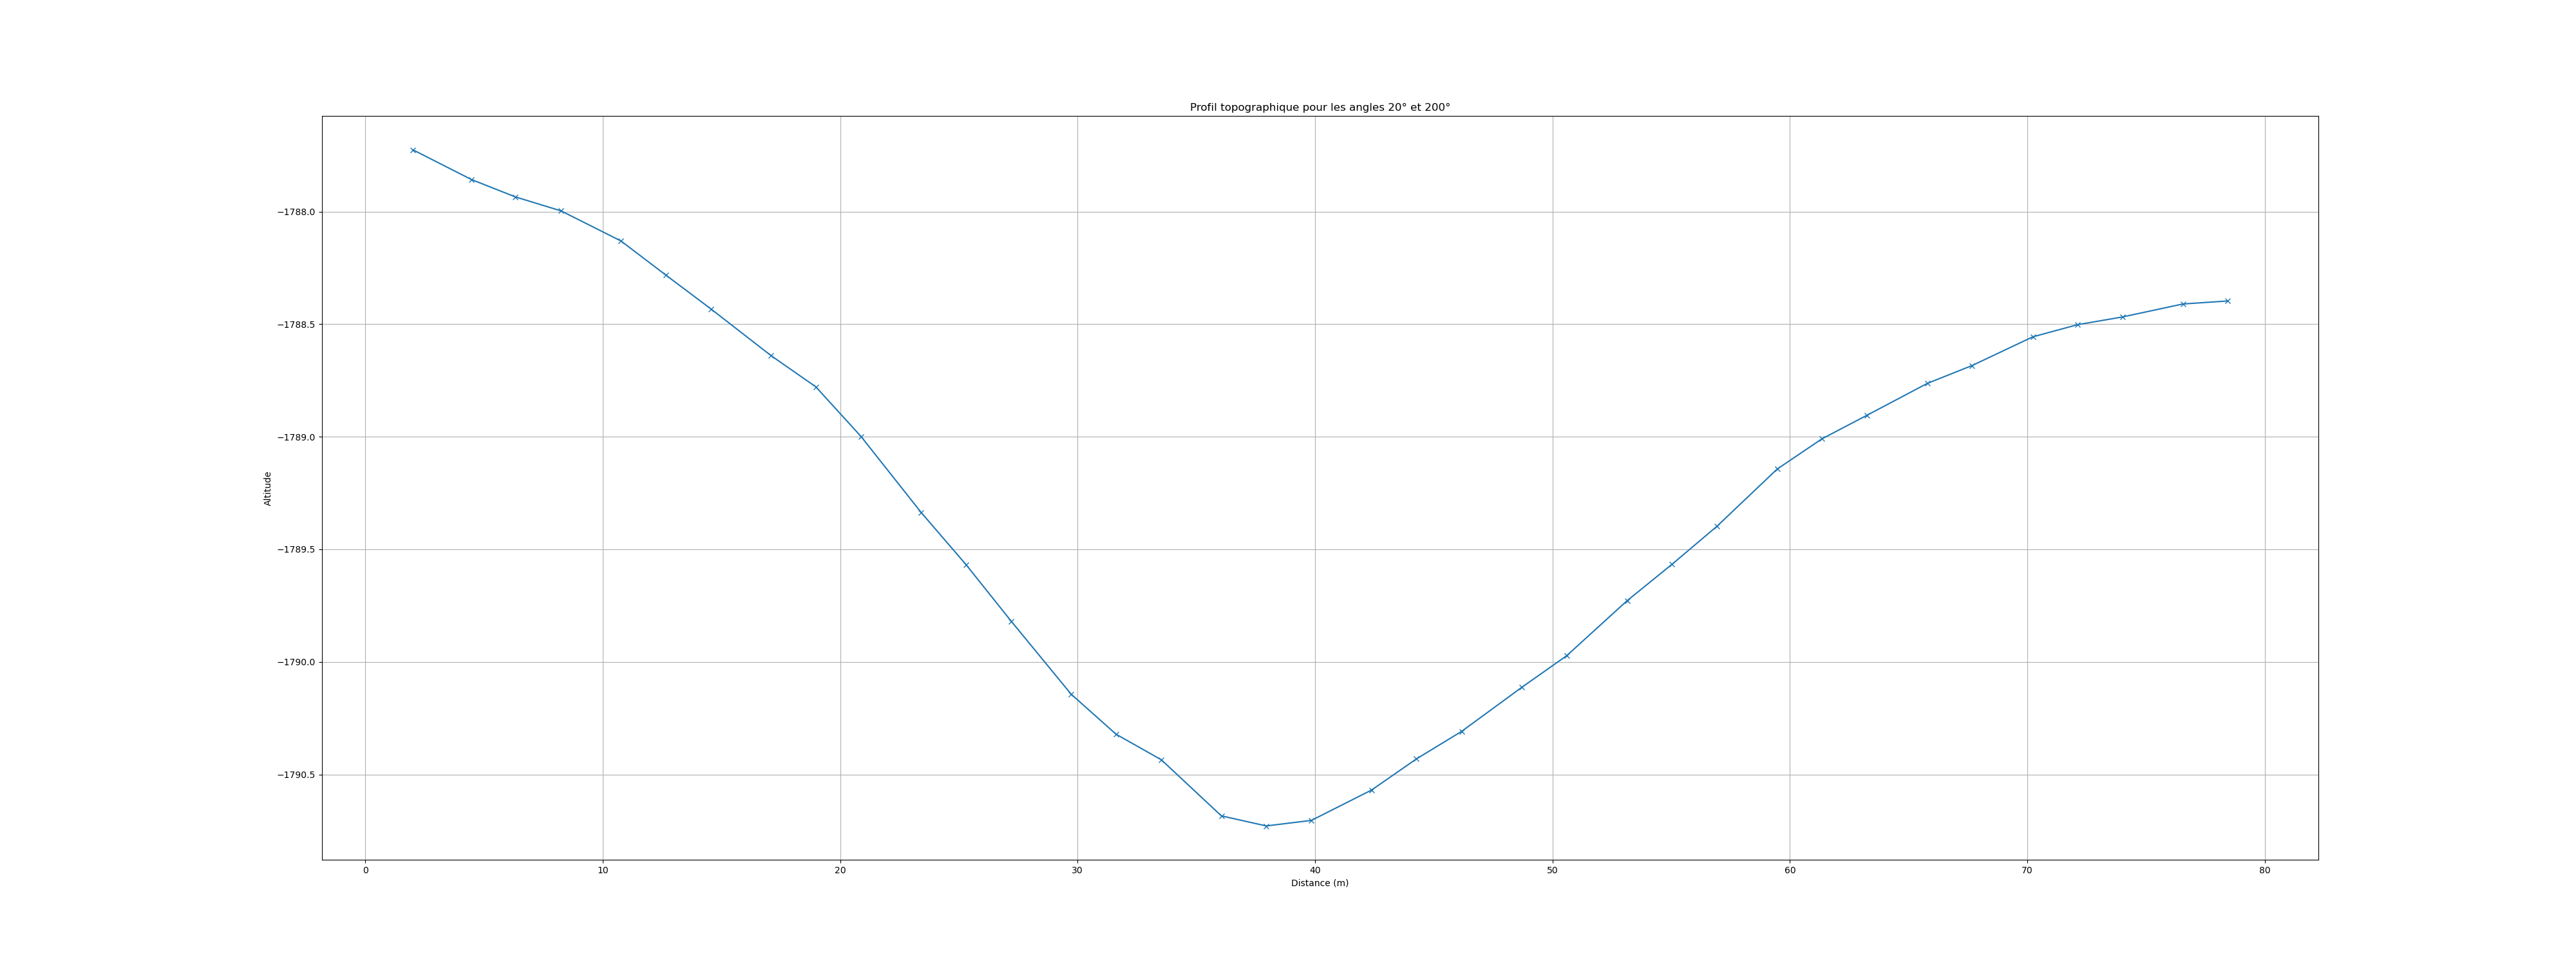 Profil topographique pour les angles 20° et 200°
Altitude
−1788.0
−1788.5
−1789.0
−1789.5
−1790.0
−1790.5
0 10 20 30 40 50 60 70 80
Distance (m)